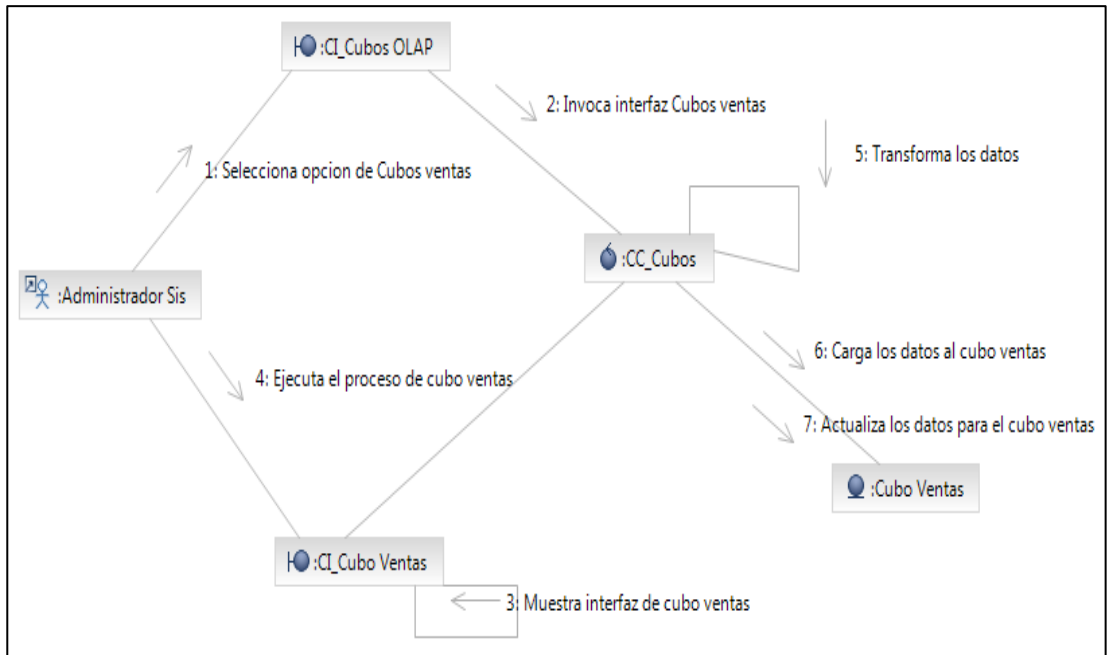 :CI_Cubos OLAP
2: Invoca interfaz Cubos ventas
5: Transforma los datos
1: Selecciona opcion de Cubos ventas
:CC_Cubos
:Administrador Sis
6: Carga los datos al cubo ventas
4: Ejecuta el proceso de cubo ventas
7: Actualiza los datos para el cubo ventas
:Cubo Ventas
:CI_Cubo Ventas
3: Muestra interfaz de cubo ventas